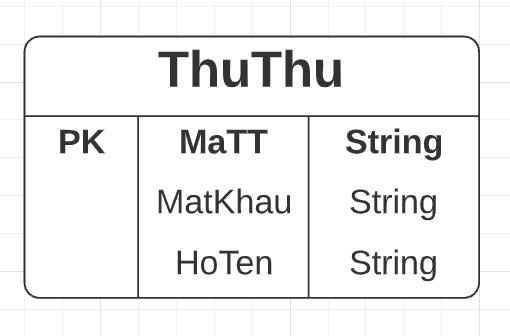 ThuThu
PK MaTT String
MatKhau String
HoTen String